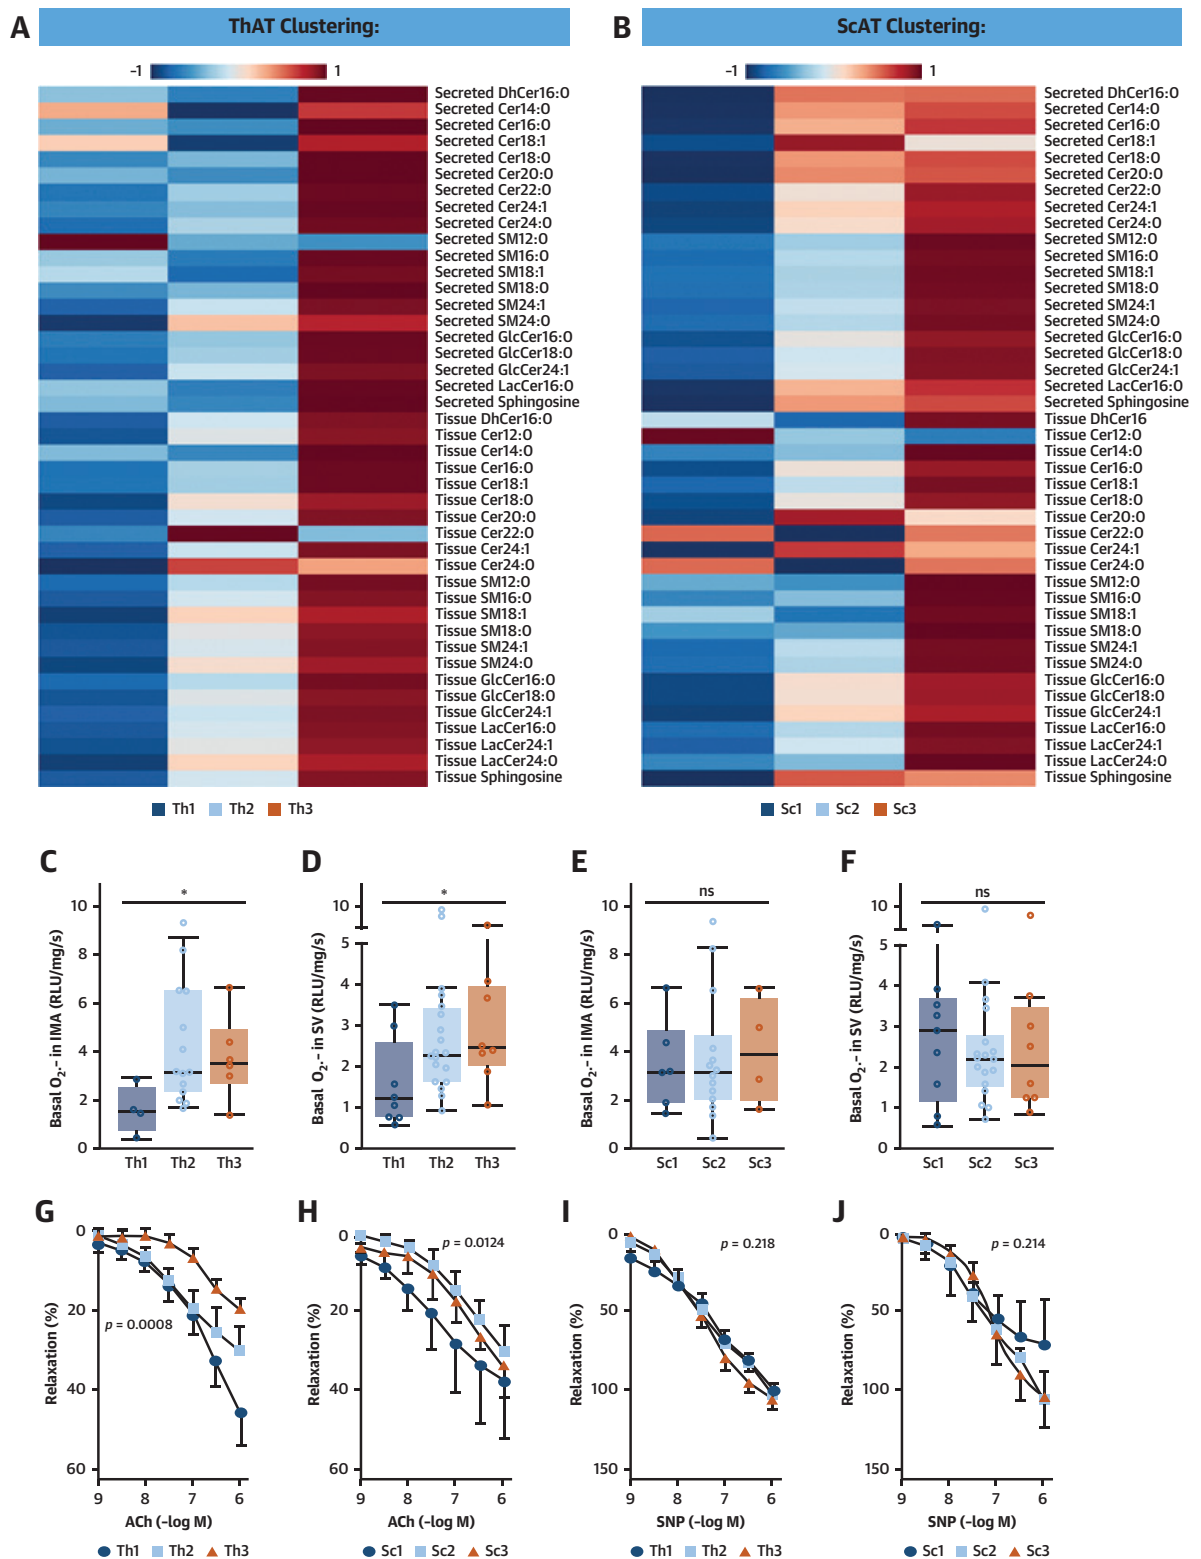 A
ThAT Clustering:
–1
1
Secreted DhCer16:0
Secreted Cer14:0
Secreted Cer16:0
Secreted Cer18:1
Secreted Cer18:0
Secreted Cer20:0
Secreted Cer22:0
Secreted Cer24:1
Secreted Cer24:0
Secreted SM12:0
Secreted SM16:0
Secreted SM18:1
Secreted SM18:0
Secreted SM24:1
Secreted SM24:0
Secreted GlcCer16:0
Secreted GlcCer18:0
Secreted GlcCer24:1
Secreted LacCer16:0
Secreted Sphingosine
Tissue DhCer16:0
Tissue Cer12:0
Tissue Cer14:0
Tissue Cer16:0
Tissue Cer18:1
Tissue Cer18:0
Tissue Cer20:0
Tissue Cer22:0
Tissue Cer24:1
Tissue Cer24:0
Tissue SM12:0
Tissue SM16:0
Tissue SM18:1
Tissue SM18:0
Tissue SM24:1
Tissue SM24:0
Tissue GlcCer16:0
Tissue GlcCer18:0
Tissue GlcCer24:1
Tissue LacCer16:0
Tissue LacCer24:1
Tissue LacCer24:0
Tissue Sphingosine
Th1 Th2 Th3
B
ScAT Clustering:
–1
1
Secreted DhCer16:0
Secreted Cer14:0
Secreted Cer16:0
Secreted Cer18:1
Secreted Cer18:0
Secreted Cer20:0
Secreted Cer22:0
Secreted Cer24:1
Secreted Cer24:0
Secreted SM12:0
Secreted SM16:0
Secreted SM18:1
Secreted SM18:0
Secreted SM24:1
Secreted SM24:0
Secreted GlcCer16:0
Secreted GlcCer18:0
Secreted GlcCer24:1
Secreted LacCer16:0
Secreted Sphingosine
Tissue DhCer16
Tissue Cer12:0
Tissue Cer14:0
Tissue Cer16:0
Tissue Cer18:1
Tissue Cer18:0
Tissue Cer20:0
Tissue Cer22:0
Tissue Cer24:1
Tissue Cer24:0
Tissue SM12:0
Tissue SM16:0
Tissue SM18:1
Tissue SM18:0
Tissue SM24:1
Tissue SM24:0
Tissue GlcCer16:0
Tissue GlcCer18:0
Tissue GlcCer24:1
Tissue LacCer16:0
Tissue LacCer24:1
Tissue LacCer24:0
Tissue Sphingosine
Sc1 Sc2 Sc3
C
*
Basal O2.- in IMA (RLU/mg/s)
10
8
6
4
2
0
Th1 Th2 Th3
D
*
Basal O2.- in SV (RLU/mg/s)
10
5
4
3
2
1
0
Th1 Th2 Th3
E
ns
Basal O2.- in IMA (RLU/mg/s)
10
8
6
4
2
0
Sc1 Sc2 Sc3
F
ns
Basal O2.- in SV (RLU/mg/s)
10
5
4
3
2
1
0
Sc1 Sc2 Sc3
G
p = 0.0008
Relaxation (%)
0
20
40
60
9 8 7 6
ACh (–log M)
Th1 Th2 Th3
H
p = 0.0124
Relaxation (%)
0
20
40
60
9 8 7 6
ACh (–log M)
Sc1 Sc2 Sc3
I
p = 0.218
Relaxation (%)
0
50
100
150
9 8 7 6
SNP (–log M)
Th1 Th2 Th3
J
p = 0.214
Relaxation (%)
0
50
100
150
9 8 7 6
SNP (–log M)
Sc1 Sc2 Sc3